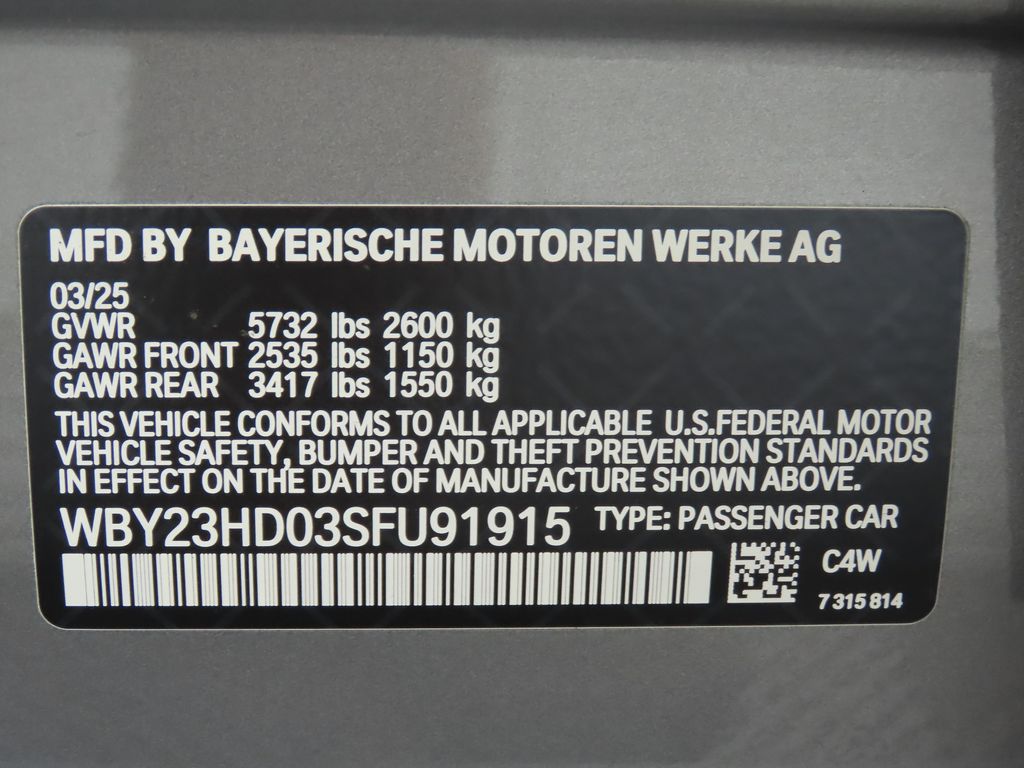 MFD BY BAYERISCHE MOTOREN WERKE AG
03/25
GVWR 5732 lbs 2600 kg
GAWR FRONT 2535 lbs 1150 kg
GAWR REAR 3417 lbs 1550 kg
THIS VEHICLE CONFORMS TO ALL APPLICABLE U.S.FEDERAL MOTOR
VEHICLE SAFETY, BUMPER AND THEFT PREVENTION STANDARDS
IN EFFECT ON THE DATE OF MANUFACTURE SHOWN ABOVE.
WBY23HD03SFU91915 TYPE: PASSENGER CAR
C4W
7 315 814